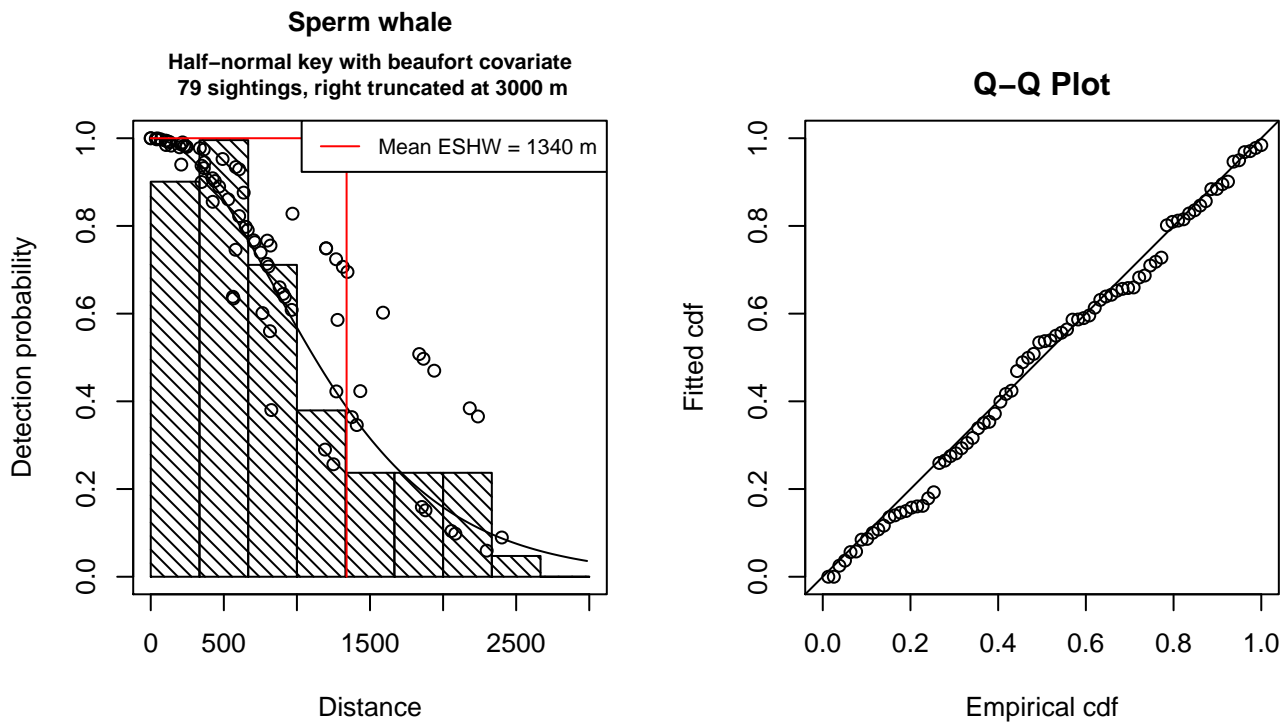 Sperm whale
Half−normal key with beaufort covariate
79 sightings, right truncated at 3000 m
Mean ESHW = 1340 m
Detection probability
0.0 0.2 0.4 0.6 0.8 1.0
0 500 1500 2500
Distance
Q−Q Plot
Fitted cdf
0.0 0.2 0.4 0.6 0.8 1.0
0.0 0.2 0.4 0.6 0.8 1.0
Empirical cdf